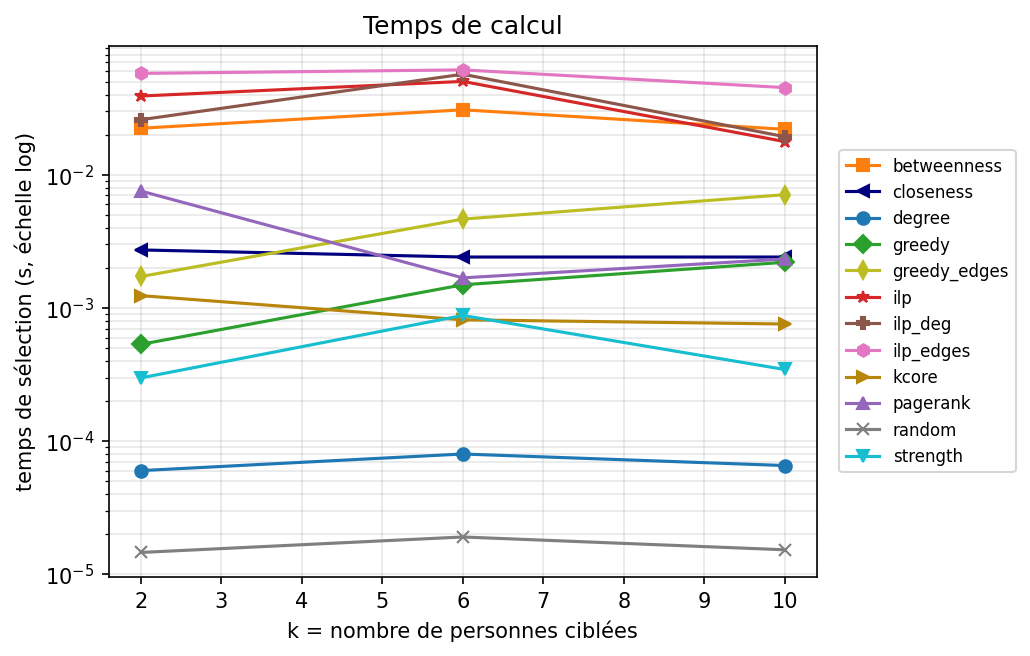 Temps de calcul
temps de sélection (s, échelle log)
10⁻²
10⁻³
10⁻⁴
10⁻⁵
2 3 4 5 6 7 8 9 10
k = nombre de personnes ciblées
betweenness
closeness
degree
greedy
greedy_edges
ilp
ilp_deg
ilp_edges
kcore
pagerank
random
strength